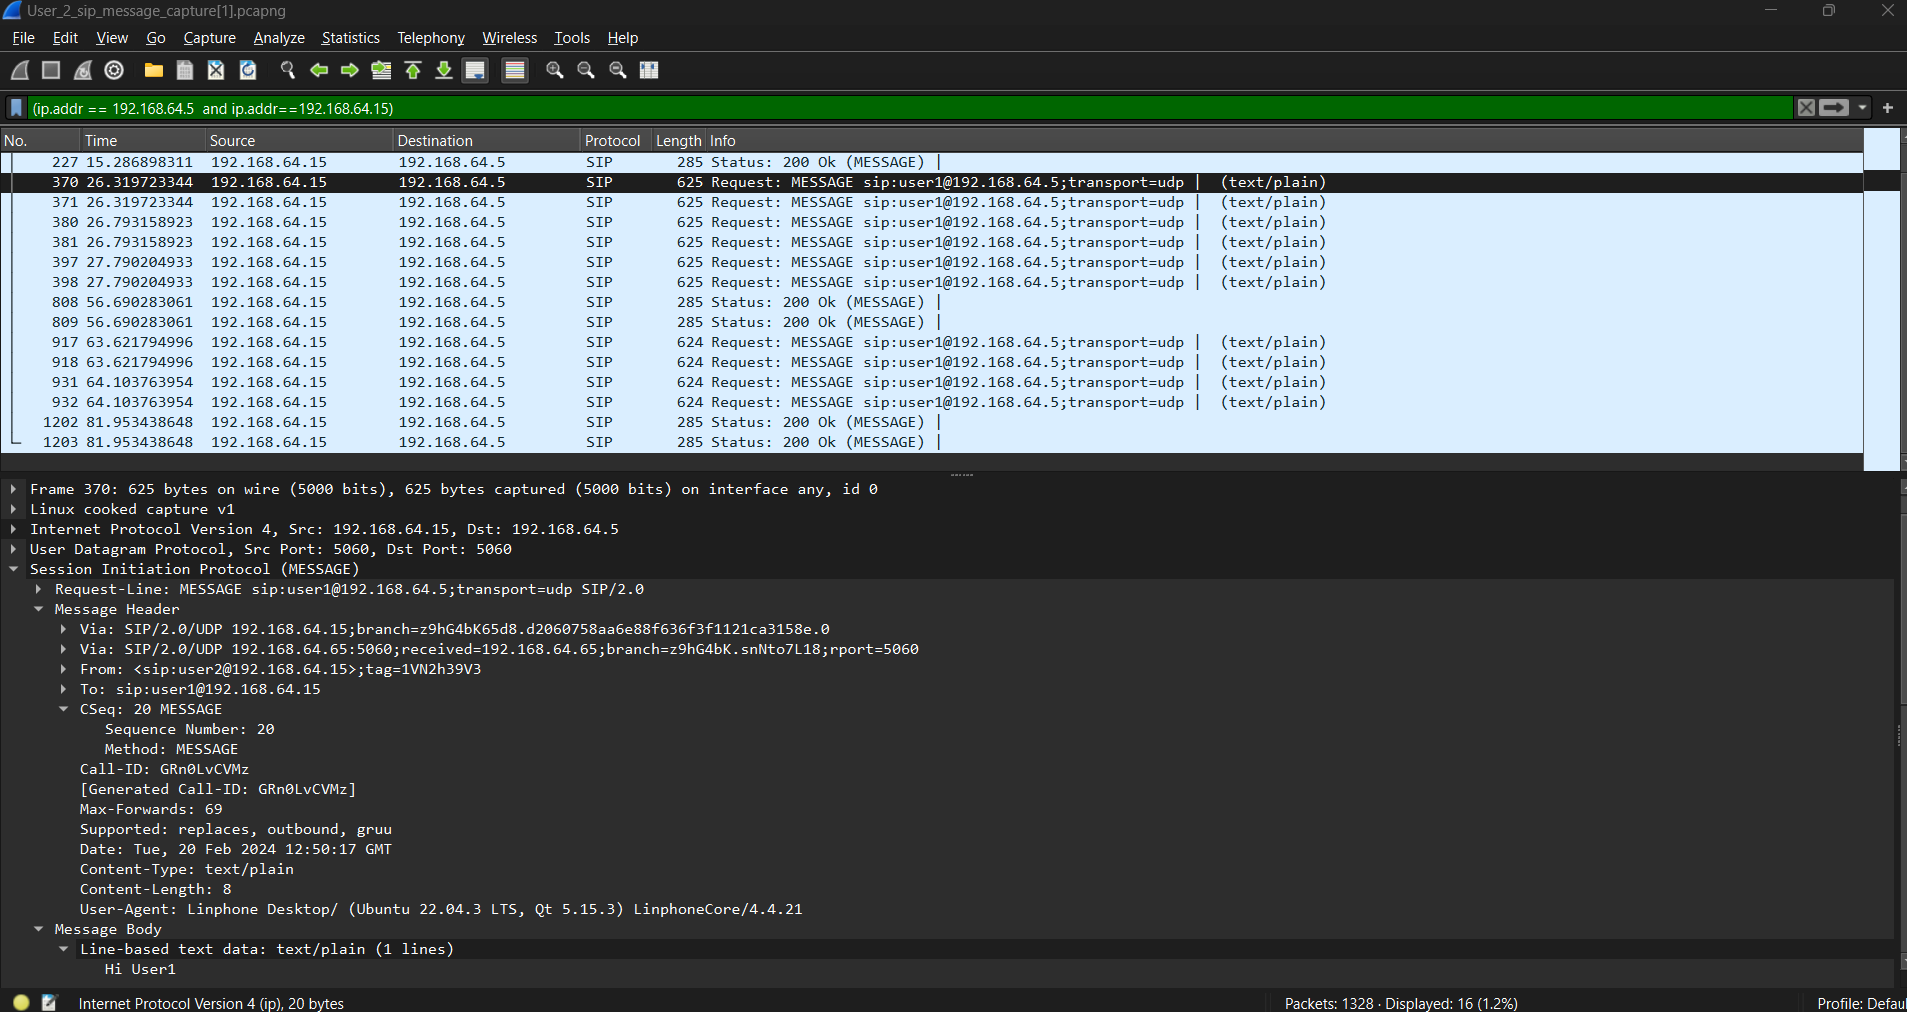 User_2_sip_message_capture[1].pcapng
File Edit View Go Capture Analyze Statistics Telephony Wireless Tools Help
(ip.addr == 192.168.64.5 and ip.addr==192.168.64.15)
No. Time Source Destination Protocol Length Info
227 15.286898311 192.168.64.15 192.168.64.5 SIP 285 Status: 200 Ok (MESSAGE) |
370 26.319723344 192.168.64.15 192.168.64.5 SIP 625 Request: MESSAGE sip:user1@192.168.64.5;transport=udp | (text/plain)
371 26.319723344 192.168.64.15 192.168.64.5 SIP 625 Request: MESSAGE sip:user1@192.168.64.5;transport=udp | (text/plain)
380 26.793158923 192.168.64.15 192.168.64.5 SIP 625 Request: MESSAGE sip:user1@192.168.64.5;transport=udp | (text/plain)
381 26.793158923 192.168.64.15 192.168.64.5 SIP 625 Request: MESSAGE sip:user1@192.168.64.5;transport=udp | (text/plain)
397 27.790204933 192.168.64.15 192.168.64.5 SIP 625 Request: MESSAGE sip:user1@192.168.64.5;transport=udp | (text/plain)
398 27.790204933 192.168.64.15 192.168.64.5 SIP 625 Request: MESSAGE sip:user1@192.168.64.5;transport=udp | (text/plain)
808 56.690283061 192.168.64.15 192.168.64.5 SIP 285 Status: 200 Ok (MESSAGE) |
809 56.690283061 192.168.64.15 192.168.64.5 SIP 285 Status: 200 Ok (MESSAGE) |
917 63.621794996 192.168.64.15 192.168.64.5 SIP 624 Request: MESSAGE sip:user1@192.168.64.5;transport=udp | (text/plain)
918 63.621794996 192.168.64.15 192.168.64.5 SIP 624 Request: MESSAGE sip:user1@192.168.64.5;transport=udp | (text/plain)
931 64.103763954 192.168.64.15 192.168.64.5 SIP 624 Request: MESSAGE sip:user1@192.168.64.5;transport=udp | (text/plain)
932 64.103763954 192.168.64.15 192.168.64.5 SIP 624 Request: MESSAGE sip:user1@192.168.64.5;transport=udp | (text/plain)
1202 81.953438648 192.168.64.15 192.168.64.5 SIP 285 Status: 200 Ok (MESSAGE) |
1203 81.953438648 192.168.64.15 192.168.64.5 SIP 285 Status: 200 Ok (MESSAGE) |
Frame 370: 625 bytes on wire (5000 bits), 625 bytes captured (5000 bits) on interface any, id 0
Linux cooked capture v1
Internet Protocol Version 4, Src: 192.168.64.15, Dst: 192.168.64.5
User Datagram Protocol, Src Port: 5060, Dst Port: 5060
Session Initiation Protocol (MESSAGE)
Request-Line: MESSAGE sip:user1@192.168.64.5;transport=udp SIP/2.0
Message Header
Via: SIP/2.0/UDP 192.168.64.15;branch=z9hG4bK65d8.d2060758aa6e88f636f3f1121ca3158e.0
Via: SIP/2.0/UDP 192.168.64.65:5060;received=192.168.64.65;branch=z9hG4bK.snNto7L18;rport=5060
From: <sip:user2@192.168.64.15>;tag=1VN2h39V3
To: sip:user1@192.168.64.15
CSeq: 20 MESSAGE
Sequence Number: 20
Method: MESSAGE
Call-ID: GRn0LvCVMz
[Generated Call-ID: GRn0LvCVMz]
Max-Forwards: 69
Supported: replaces, outbound, gruu
Date: Tue, 20 Feb 2024 12:50:17 GMT
Content-Type: text/plain
Content-Length: 8
User-Agent: Linphone Desktop/ (Ubuntu 22.04.3 LTS, Qt 5.15.3) LinphoneCore/4.4.21
Message Body
Line-based text data: text/plain (1 lines)
Hi User1
Internet Protocol Version 4 (ip), 20 bytes Packets: 1328 · Displayed: 16 (1.2%) Profile: Defau